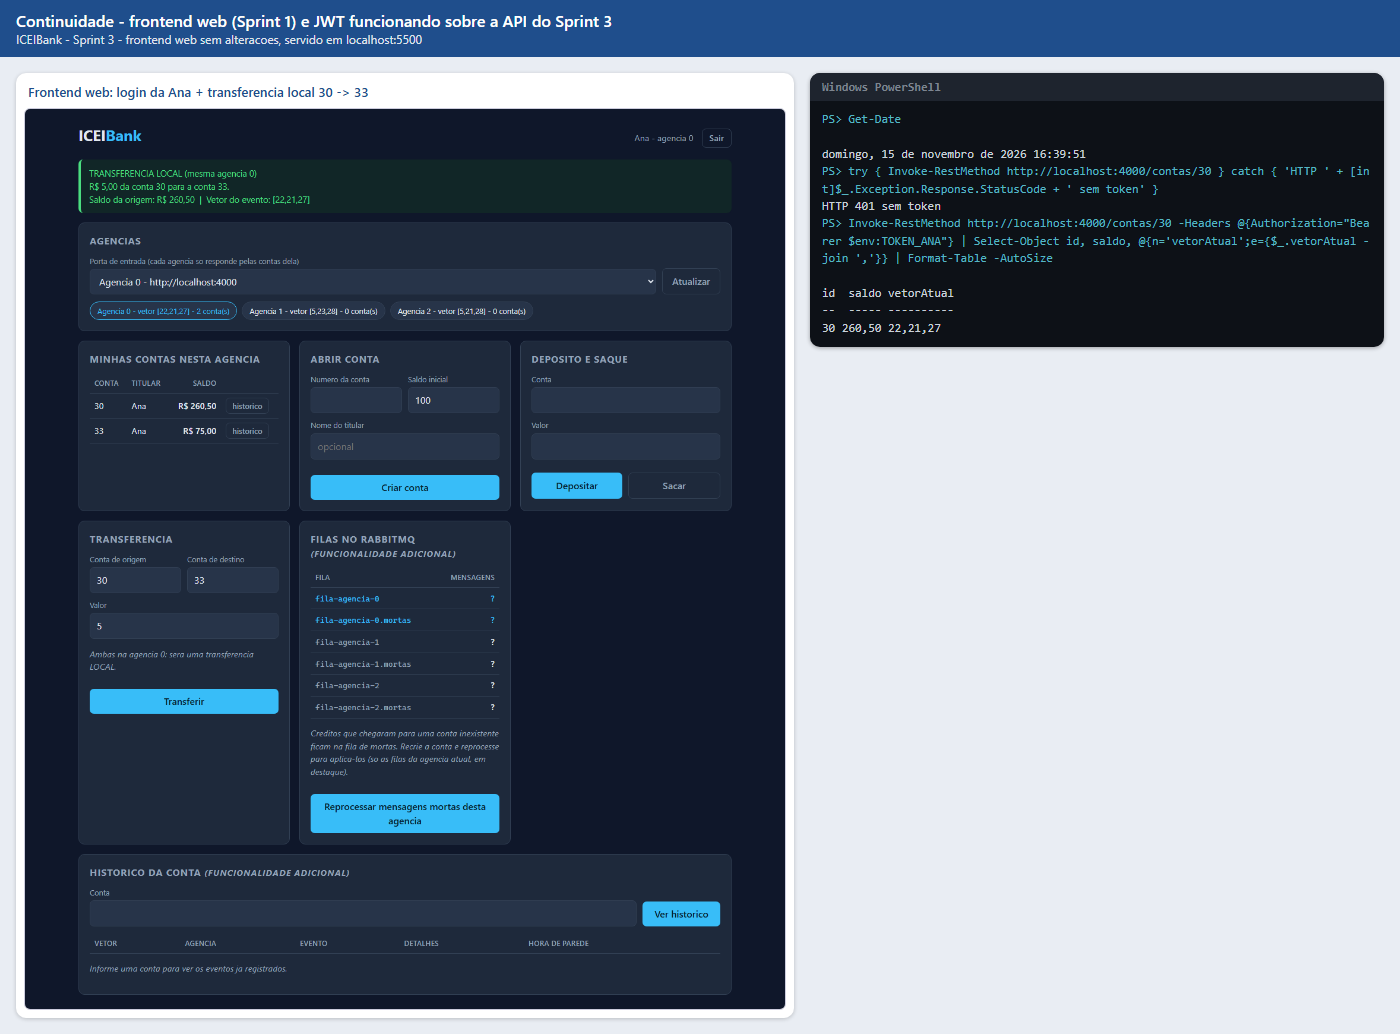 Continuidade - frontend web (Sprint 1) e JWT funcionando sobre a API do Sprint 3
ICEIBank - Sprint 3 - frontend web sem alteracoes, servido em localhost:5500
Frontend web: login da Ana + transferencia local 30 -> 33
ICEIBank
Ana - agencia 0
Sair
TRANSFERENCIA LOCAL (mesma agencia 0)
R$ 5,00 da conta 30 para a conta 33.
Saldo da origem: R$ 260,50 | Vetor do evento: [22,21,27]
AGENCIAS
Porta de entrada (cada agencia so responde pelas contas dela)
Agencia 0 - http://localhost:4000
Atualizar
Agencia 0 - vetor [22,21,27] - 2 conta(s)
Agencia 1 - vetor [5,23,28] - 0 conta(s)
Agencia 2 - vetor [5,21,28] - 0 conta(s)
MINHAS CONTAS NESTA AGENCIA
CONTA TITULAR SALDO
30 Ana R$ 260,50 historico
33 Ana R$ 75,00 historico
ABRIR CONTA
Numero da conta
Saldo inicial
100
Nome do titular
opcional
Criar conta
DEPOSITO E SAQUE
Conta
Valor
Depositar
Sacar
TRANSFERENCIA
Conta de origem
Conta de destino
30
33
Valor
5
Ambas na agencia 0: sera uma transferencia
LOCAL.
Transferir
FILAS NO RABBITMQ
(FUNCIONALIDADE ADICIONAL)
FILA MENSAGENS
fila-agencia-0 ?
fila-agencia-0.mortas ?
fila-agencia-1 ?
fila-agencia-1.mortas ?
fila-agencia-2 ?
fila-agencia-2.mortas ?
Creditos que chegaram para uma conta inexistente
ficam na fila de mortas. Recrie a conta e reprocesse
para aplica-las (so as filas da agencia atual, em
destaque).
Reprocessar mensagens mortas desta
agencia
HISTORICO DA CONTA (FUNCIONALIDADE ADICIONAL)
Conta
Ver historico
VETOR AGENCIA EVENTO DETALHES HORA DE PAREDE
Informe uma conta para ver os eventos ja registrados.
Windows PowerShell
PS> Get-Date
domingo, 15 de novembro de 2026 16:39:51
PS> try { Invoke-RestMethod http://localhost:4000/contas/30 } catch { 'HTTP ' + [in
t]$_.Exception.Response.StatusCode + ' sem token' }
HTTP 401 sem token
PS> Invoke-RestMethod http://localhost:4000/contas/30 -Headers @{Authorization="Bea
rer $env:TOKEN_ANA"} | Select-Object id, saldo, @{n='vetorAtual';e={$_.vetorAtual -
join ','}} | Format-Table -AutoSize
id saldo vetorAtual
-- ----- ----------
30 260,50 22,21,27